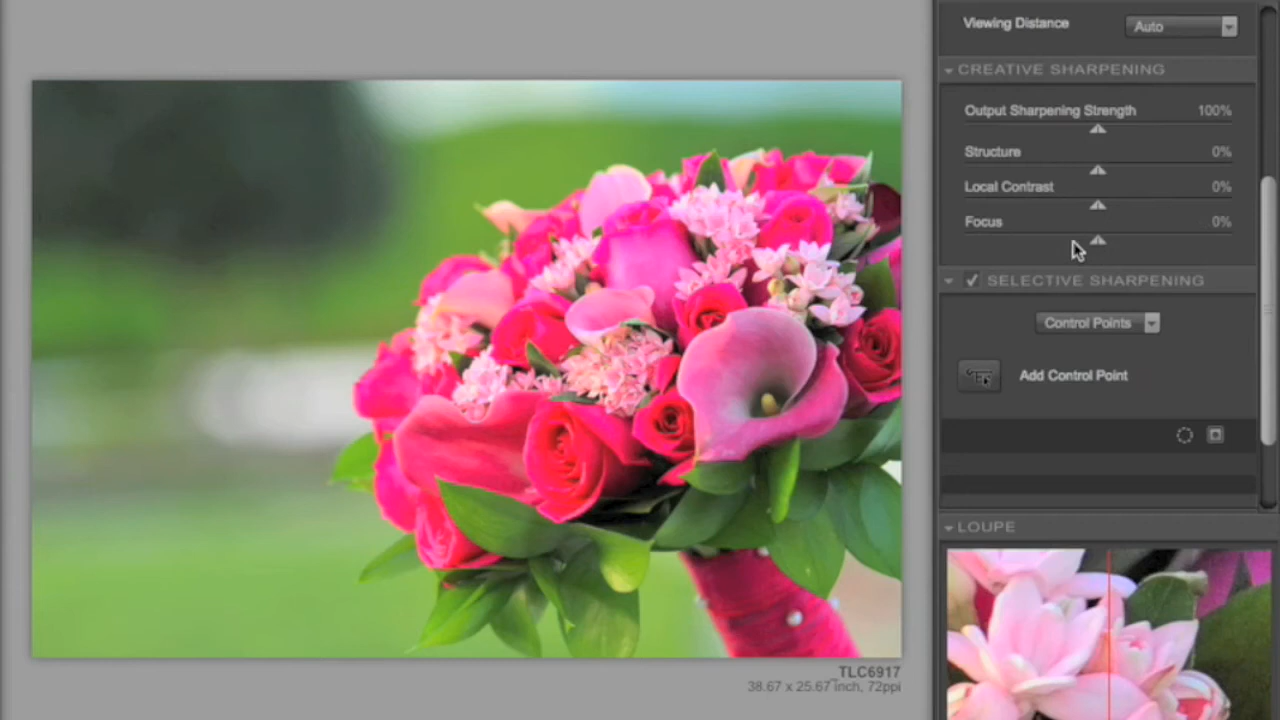 Viewing Distance Auto
CREATIVE SHARPENING
Output Sharpening Strength 100%
Structure 0%
Local Contrast 0%
Focus 0%
SELECTIVE SHARPENING
Control Points
Add Control Point
LOUPE
_TLC6917
38.67 x 25.67 inch, 72ppi